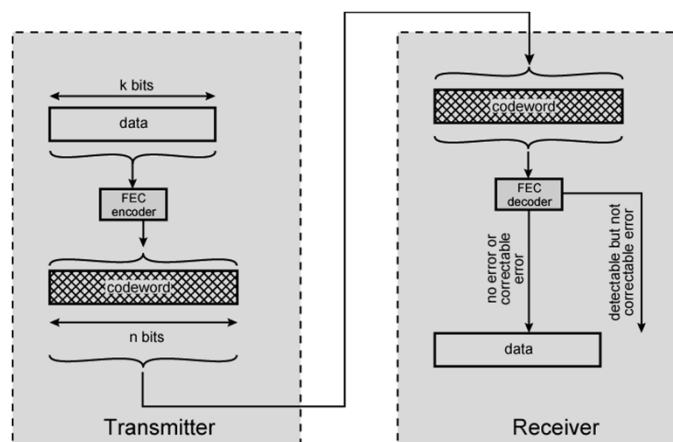 k bits
data
FEC
encoder
codeword
n bits
Transmitter
codeword
FEC
decoder
no error or
correctable
error
detectable but not
correctable error
data
Receiver